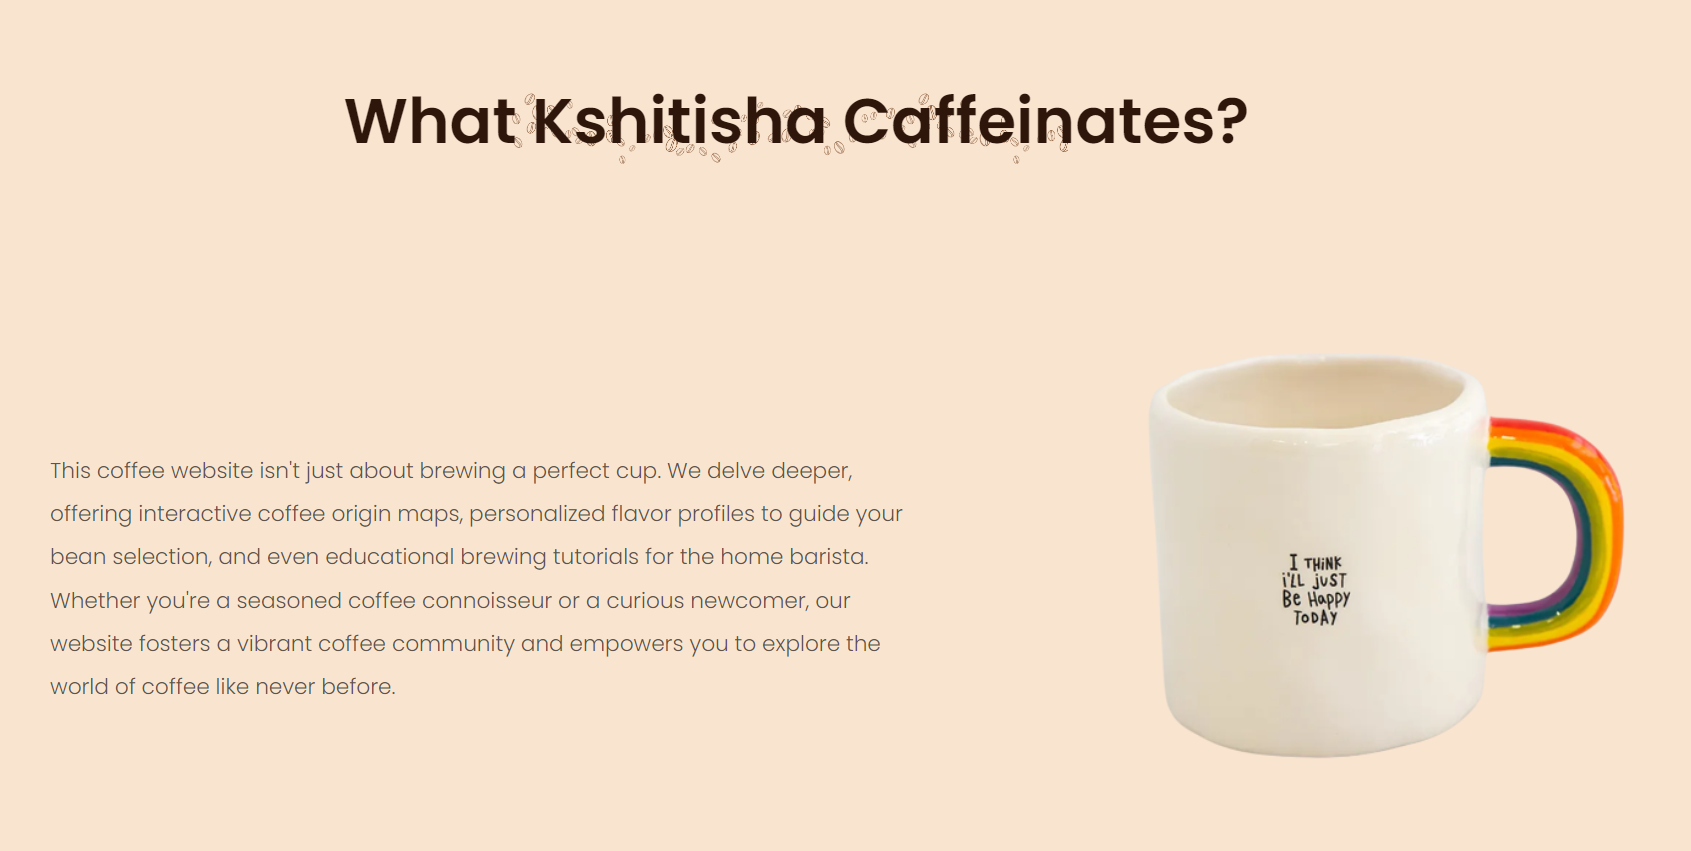 What Kshitisha Caffeinates?
This coffee website isn't just about brewing a perfect cup. We delve deeper,
offering interactive coffee origin maps, personalized flavor profiles to guide your
bean selection, and even educational brewing tutorials for the home barista.
Whether you're a seasoned coffee connoisseur or a curious newcomer, our
website fosters a vibrant coffee community and empowers you to explore the
world of coffee like never before.
I THiNK
i'LL jUST
Be HaPPY
ToDAY